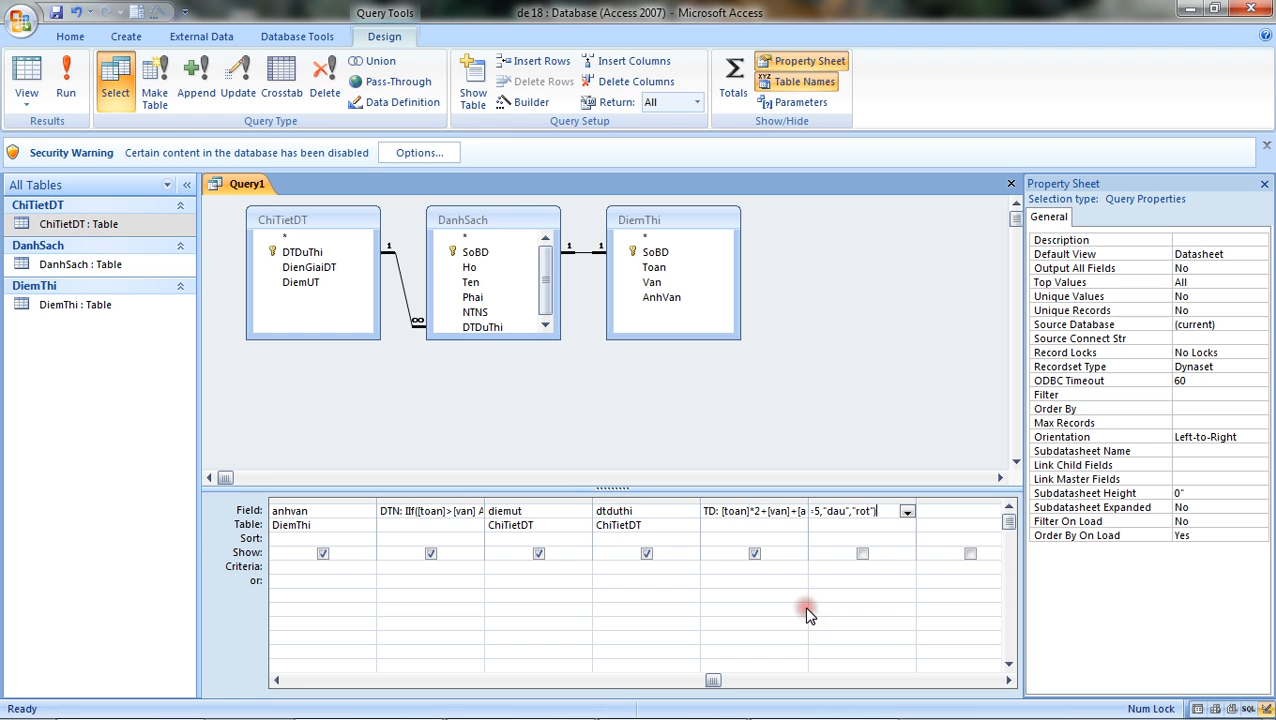 Query Tools
de 18 : Database (Access 2007) - Microsoft Access
Home
Create
External Data
Database Tools
Design
View
Run
Select
Make Table
Append
Update
Crosstab
Delete
Union
Pass-Through
Data Definition
Show Table
Insert Rows
Delete Rows
Builder
Insert Columns
Delete Columns
Return: All
Totals
Property Sheet
Table Names
Parameters
Results
Query Type
Query Setup
Show/Hide
Security Warning Certain content in the database has been disabled Options...
All Tables
ChiTietDT
ChiTietDT : Table
DanhSach
DanhSach : Table
DiemThi
DiemThi : Table
Query1
ChiTietDT
*
DTDuThi
DienGiaiDT
DiemUT
1
∞
DanhSach
*
SoBD
Ho
Ten
Phai
NTNS
DTDuThi
1
1
DiemThi
*
SoBD
Toan
Van
AnhVan
Field: anhvan DTN: IIf([toan]>[van] A diemut dtduthi TD: [toan]*2+[van]+[a =5,"dau","rot")
Table: DiemThi ChiTietDT ChiTietDT
Sort:
Show:
Criteria:
or:
Property Sheet
Selection type: Query Properties
General
Description
Default View Datasheet
Output All Fields No
Top Values All
Unique Values No
Unique Records No
Source Database (current)
Source Connect Str
Record Locks No Locks
Recordset Type Dynaset
ODBC Timeout 60
Filter
Order By
Max Records
Orientation Left-to-Right
Subdatasheet Name
Link Child Fields
Link Master Fields
Subdatasheet Height 0"
Subdatasheet Expanded No
Filter On Load No
Order By On Load Yes
Ready
Num Lock
SQL